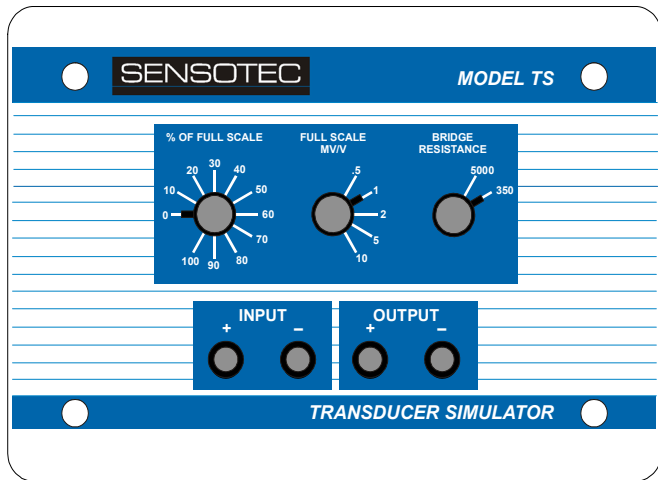 SENSOTEC
MODEL TS
% OF FULL SCALE
0
10
20
30
40
50
60
70
80
90
100
FULL SCALE
MV/V
.5
1
2
5
10
BRIDGE
RESISTANCE
5000
350
INPUT
+ –
OUTPUT
+ –
TRANSDUCER SIMULATOR